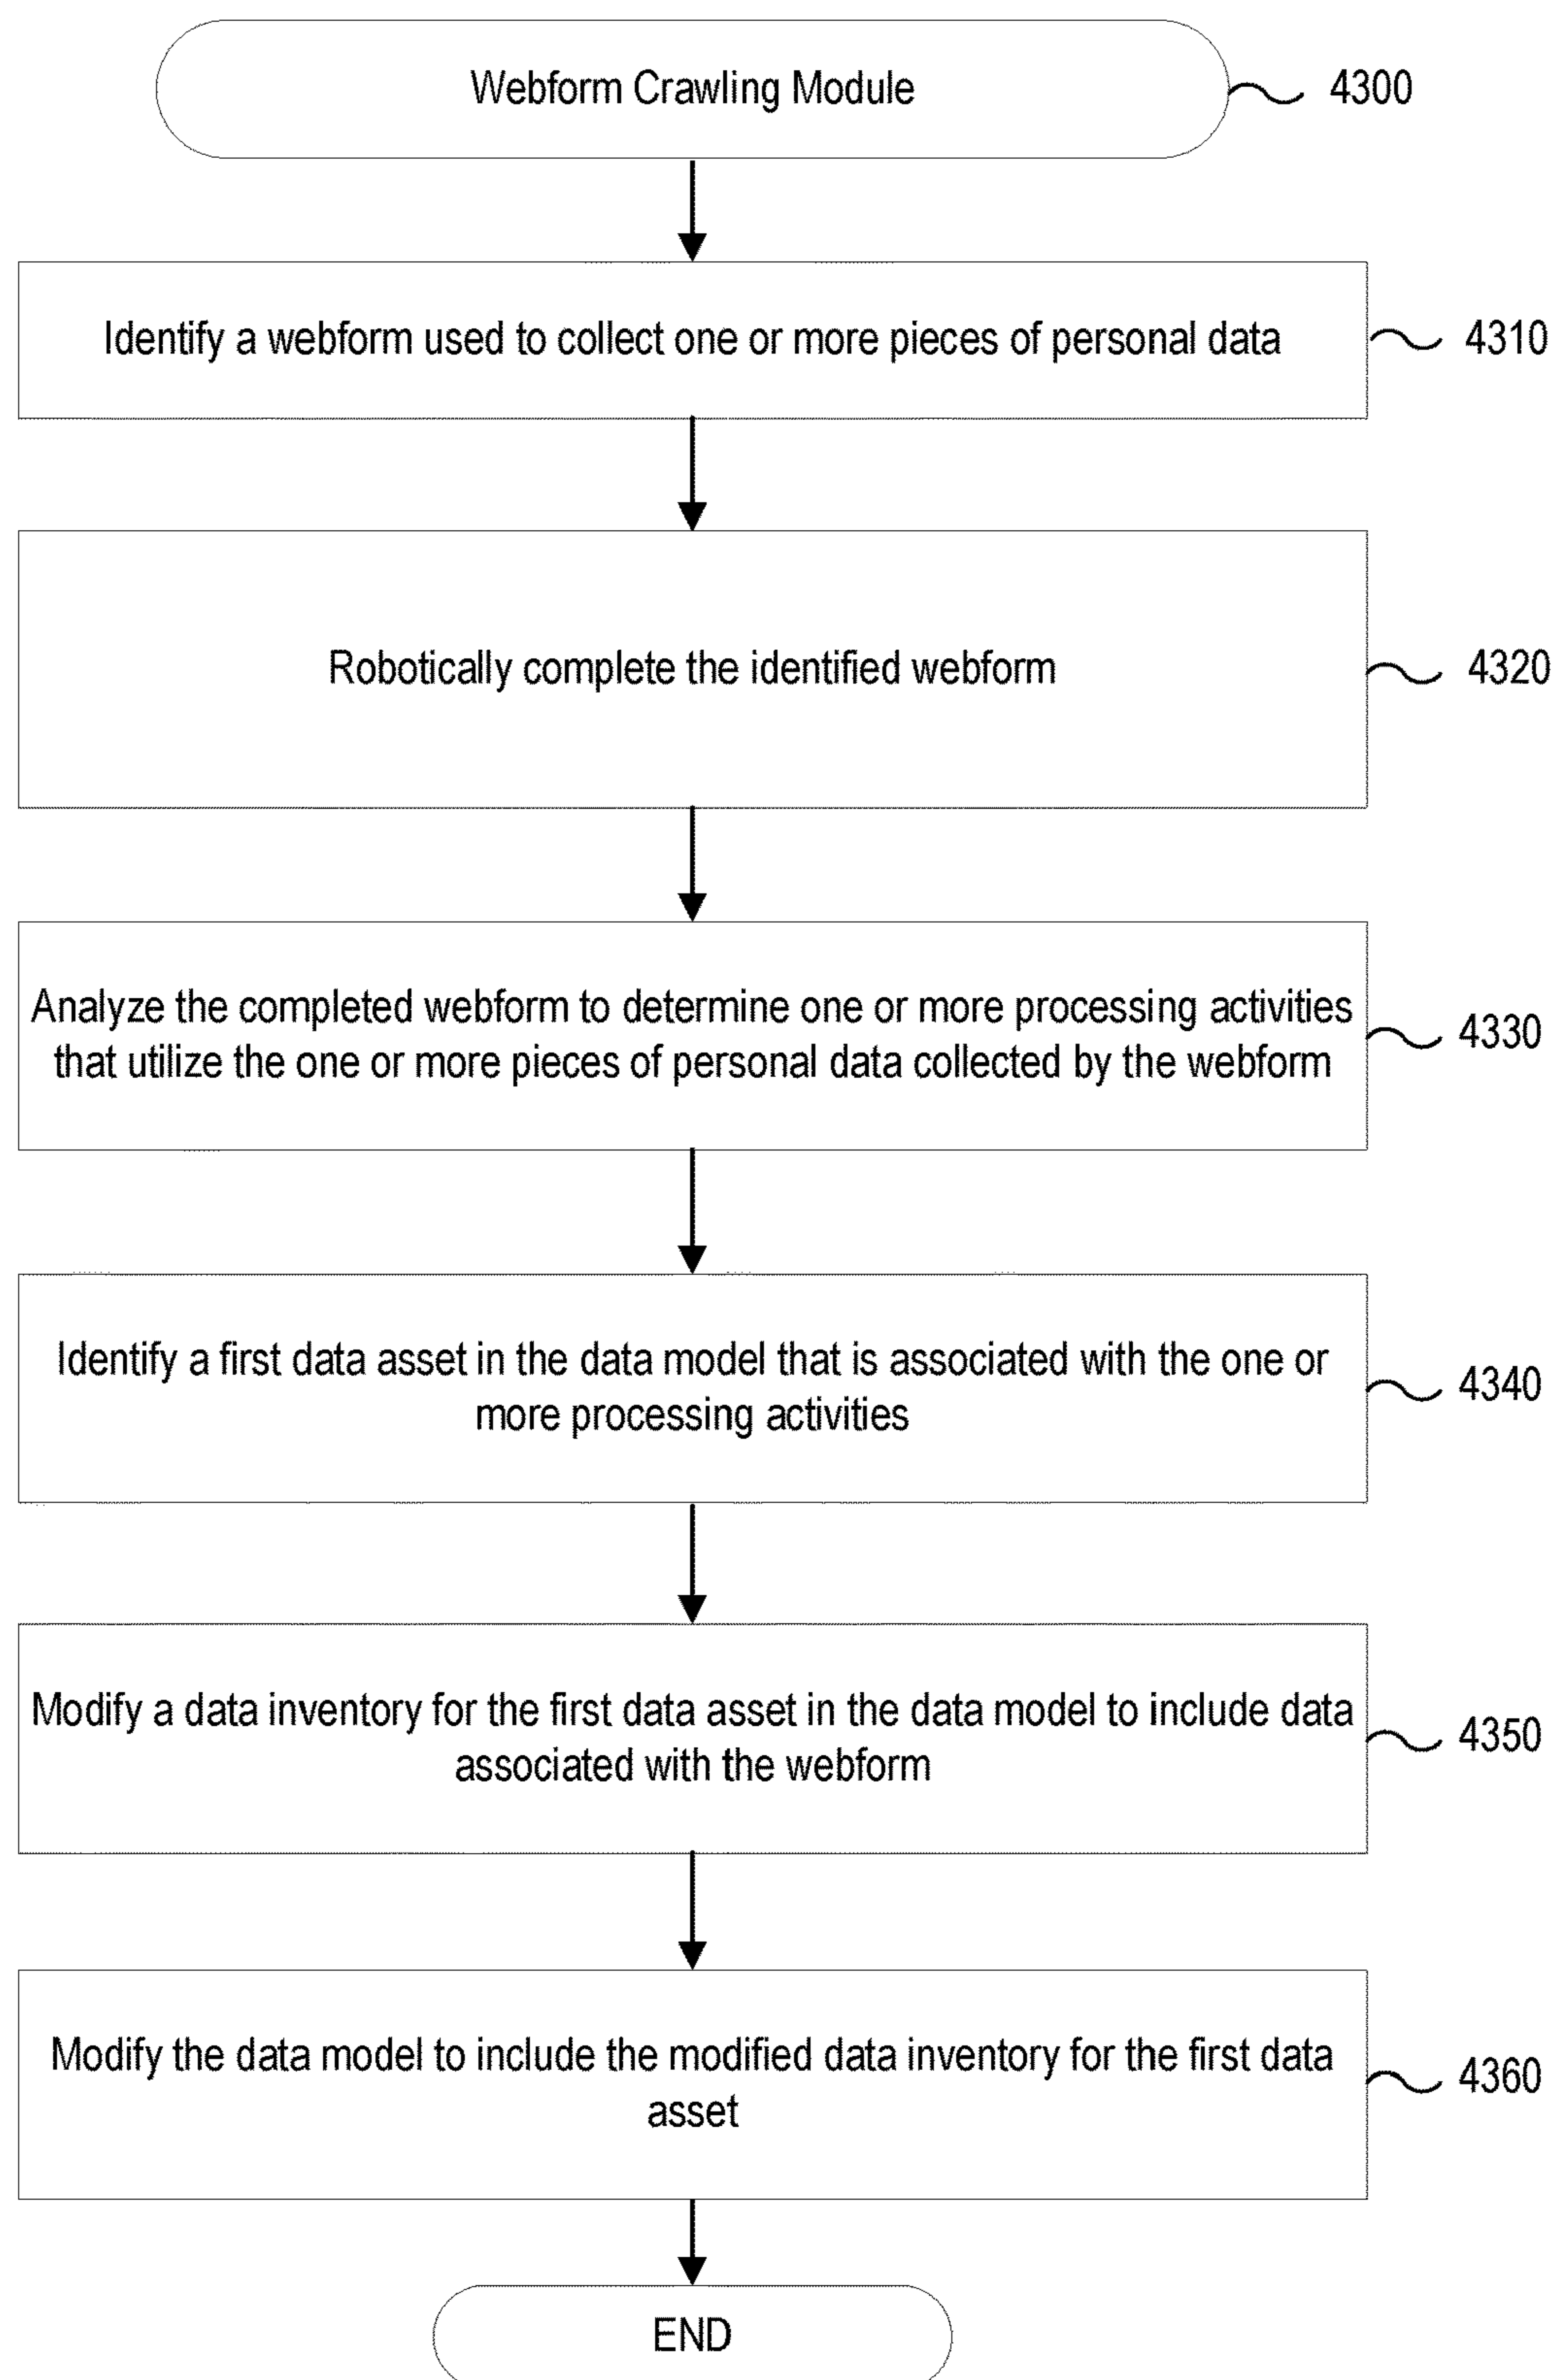 Webform Crawling Module
4300
Identify a webform used to collect one or more pieces of personal data
4310
Robotically complete the identified webform
4320
Analyze the completed webform to determine one or more processing activities
that utilize the one or more pieces of personal data collected by the webform
4330
Identify a first data asset in the data model that is associated with the one or
more processing activities
4340
Modify a data inventory for the first data asset in the data model to include data
associated with the webform
4350
Modify the data model to include the modified data inventory for the first data
asset
4360
END